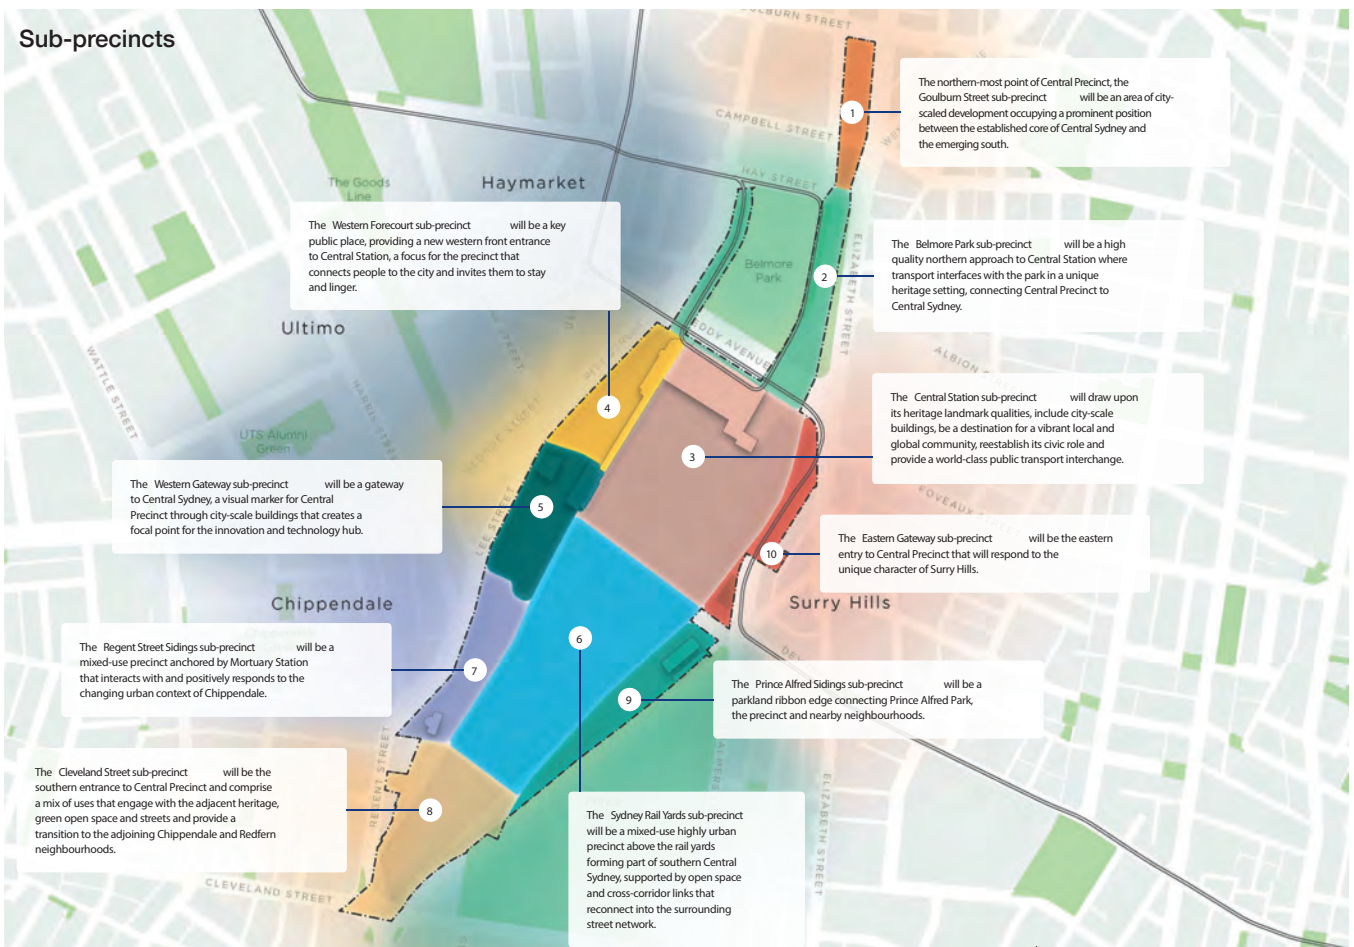 Sub-precincts
The northern-most point of Central Precinct, the
Goulburn Street sub-precinct will be an area of city-
scaled development occupying a prominent position
between the established core of Central Sydney and
the emerging south.
1
CAMPBELL STREET
HAY STREET
The Goods
Line
Haymarket
The Western Forecourt sub-precinct will be a key
public place, providing a new western front entrance
to Central Station, a focus for the precinct that
connects people to the city and invites them to stay
and linger.
The Belmore Park sub-precinct will be a high
quality northern approach to Central Station where
transport interfaces with the park in a unique
heritage setting, connecting Central Precinct to
Central Sydney.
2
Belmore
Park
ELIZABETH STREET
EDDY AVENUE
Ultimo
WATTLE STREET
HARRIS STREET
UTS Alumni
Green
4
3
The Central Station sub-precinct will draw upon
its heritage landmark qualities, include city-scale
buildings, be a destination for a vibrant local and
global community, reestablish its civic role and
provide a world-class public transport interchange.
ALBION
FOVEAUX
The Western Gateway sub-precinct will be a gateway
to Central Sydney, a visual marker for Central
Precinct through city-scale buildings that creates a
focal point for the innovation and technology hub.
5
LEE STREET
10
The Eastern Gateway sub-precinct will be the eastern
entry to Central Precinct that will respond to the
unique character of Surry Hills.
Chippendale
Surry Hills
The Regent Street Sidings sub-precinct will be a
mixed-use precinct anchored by Mortuary Station
that interacts with and positively responds to the
changing urban context of Chippendale.
7
6
9
The Prince Alfred Sidings sub-precinct will be a
parkland ribbon edge connecting Prince Alfred Park,
the precinct and nearby neighbourhoods.
The Cleveland Street sub-precinct will be the
southern entrance to Central Precinct and comprise
a mix of uses that engage with the adjacent heritage,
green open space and streets and provide a
transition to the adjoining Chippendale and Redfern
neighbourhoods.
REGENT STREET
8
CLEVELAND STREET
The Sydney Rail Yards sub-precinct
will be a mixed-use highly urban
precinct above the rail yards
forming part of southern Central
Sydney, supported by open space
and cross-corridor links that
reconnect into the surrounding
street network.
ELIZABETH STREET